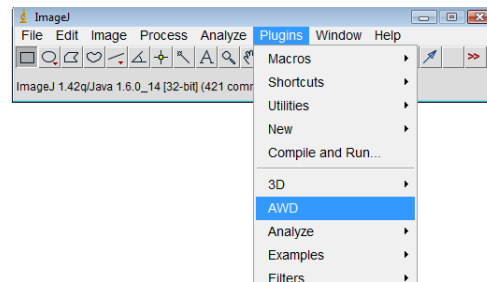 ImageJ
File Edit Image Process Analyze Plugins Window Help
A >>
ImageJ 1.42q/Java 1.6.0_14 [32-bit] (421 comm
Macros
Shortcuts
Utilities
New
Compile and Run...
3D
AWD
Analyze
Examples
Filters